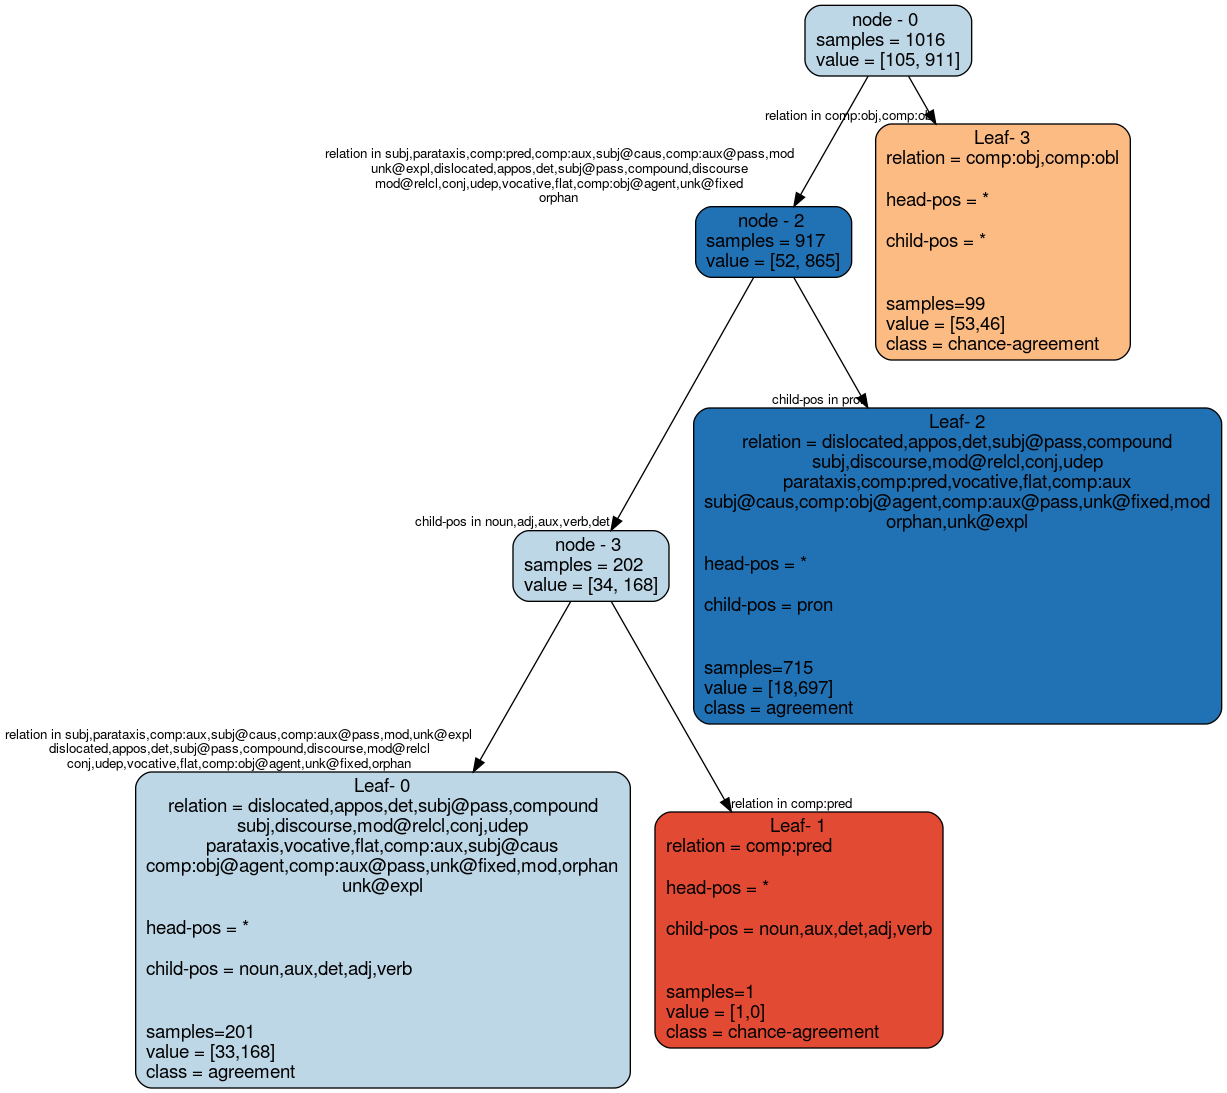 node - 0
samples = 1016
value = [105, 911]
relation in comp:obj,comp:obl
Leaf- 3
relation = comp:obj,comp:obl
head-pos = *
child-pos = *
samples=99
value = [53,46]
class = chance-agreement
relation in subj,parataxis,comp:pred,comp:aux,subj@caus,comp:aux@pass,mod
unk@expl,dislocated,appos,det,subj@pass,compound,discourse
mod@relcl,conj,udep,vocative,flat,comp:obj@agent,unk@fixed
orphan
node - 2
samples = 917
value = [52, 865]
child-pos in pron
Leaf- 2
relation = dislocated,appos,det,subj@pass,compound
subj,discourse,mod@relcl,conj,udep
parataxis,comp:pred,vocative,flat,comp:aux
subj@caus,comp:obj@agent,comp:aux@pass,unk@fixed,mod
orphan,unk@expl
head-pos = *
child-pos = pron
samples=715
value = [18,697]
class = agreement
child-pos in noun,adj,aux,verb,det
node - 3
samples = 202
value = [34, 168]
relation in subj,parataxis,comp:aux,subj@caus,comp:aux@pass,mod,unk@expl
dislocated,appos,det,subj@pass,compound,discourse,mod@relcl
conj,udep,vocative,flat,comp:obj@agent,unk@fixed,orphan
Leaf- 0
relation = dislocated,appos,det,subj@pass,compound
subj,discourse,mod@relcl,conj,udep
parataxis,vocative,flat,comp:aux,subj@caus
comp:obj@agent,comp:aux@pass,unk@fixed,mod,orphan
unk@expl
head-pos = *
child-pos = noun,aux,det,adj,verb
samples=201
value = [33,168]
class = agreement
relation in comp:pred
Leaf- 1
relation = comp:pred
head-pos = *
child-pos = noun,aux,det,adj,verb
samples=1
value = [1,0]
class = chance-agreement